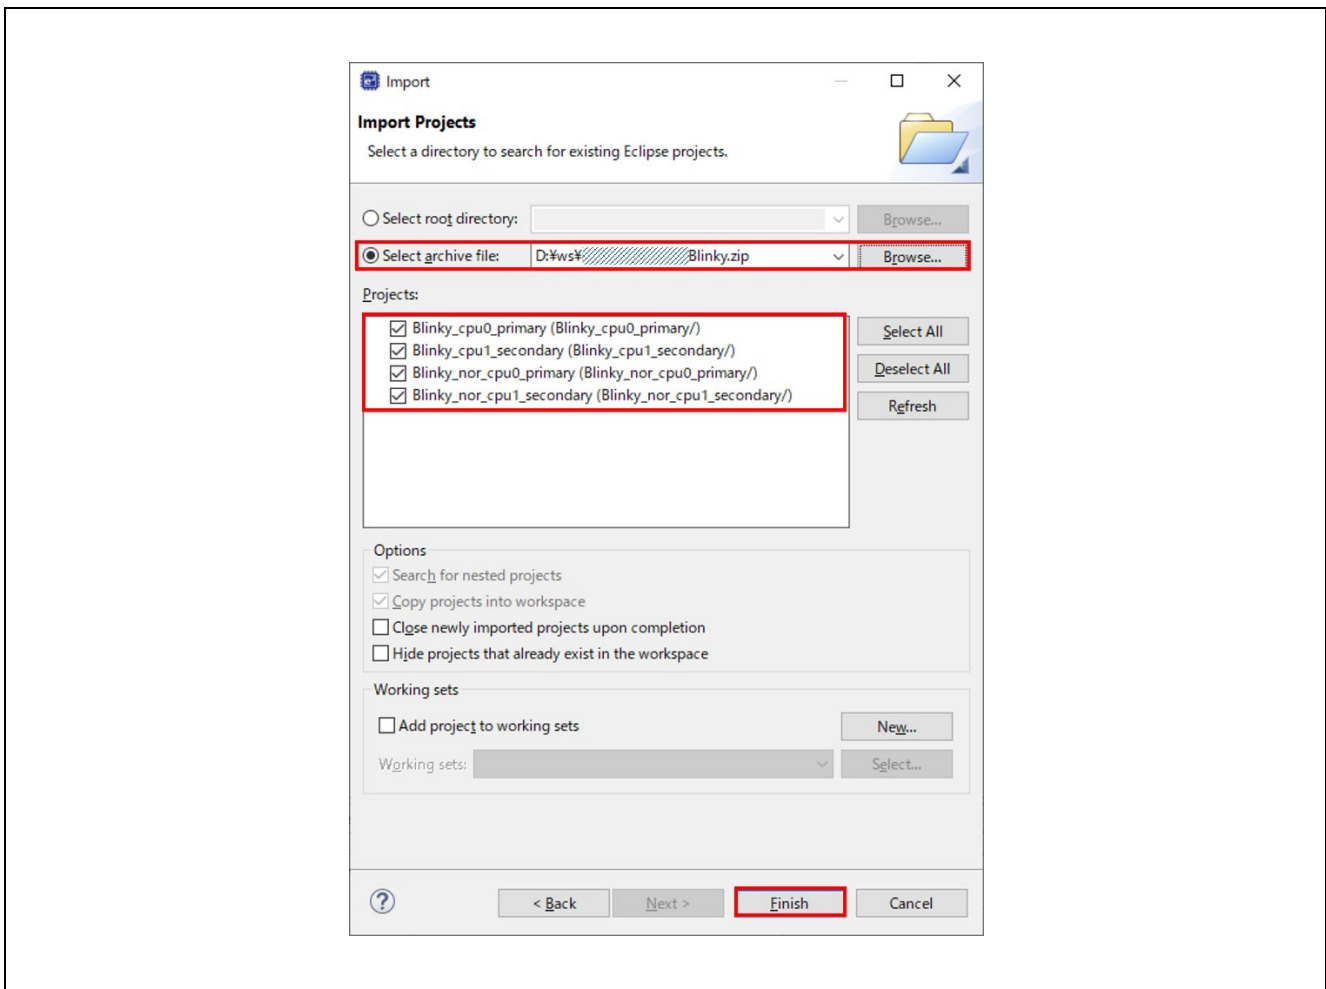 Import
Import Projects
Select a directory to search for existing Eclipse projects.
Select root directory:
Browse...
Select archive file:
D:¥ws¥
Blinky.zip
Browse...
Projects:
Blinky_cpu0_primary (Blinky_cpu0_primary/)
Blinky_cpu1_secondary (Blinky_cpu1_secondary/)
Blinky_nor_cpu0_primary (Blinky_nor_cpu0_primary/)
Blinky_nor_cpu1_secondary (Blinky_nor_cpu1_secondary/)
Select All
Deselect All
Refresh
Options
Search for nested projects
Copy projects into workspace
Close newly imported projects upon completion
Hide projects that already exist in the workspace
Working sets
Add project to working sets
New...
Working sets:
Select...
?
< Back
Next >
Finish
Cancel